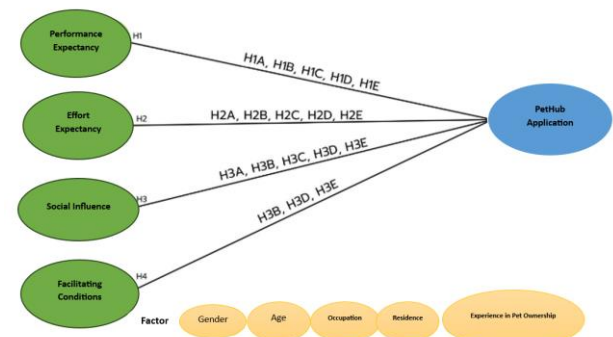 Performance
Expectancy
H1
H1A, H1B, H1C, H1D, H1E
Effort
Expectancy
H2
H2A, H2B, H2C, H2D, H2E
PetHub
Application
Social Influence
H3
H3A, H3B, H3C, H3D, H3E
Facilitating
Conditions
H4
H3B, H3D, H3E
Factor
Gender
Age
Occupation
Residence
Experience in Pet Ownership